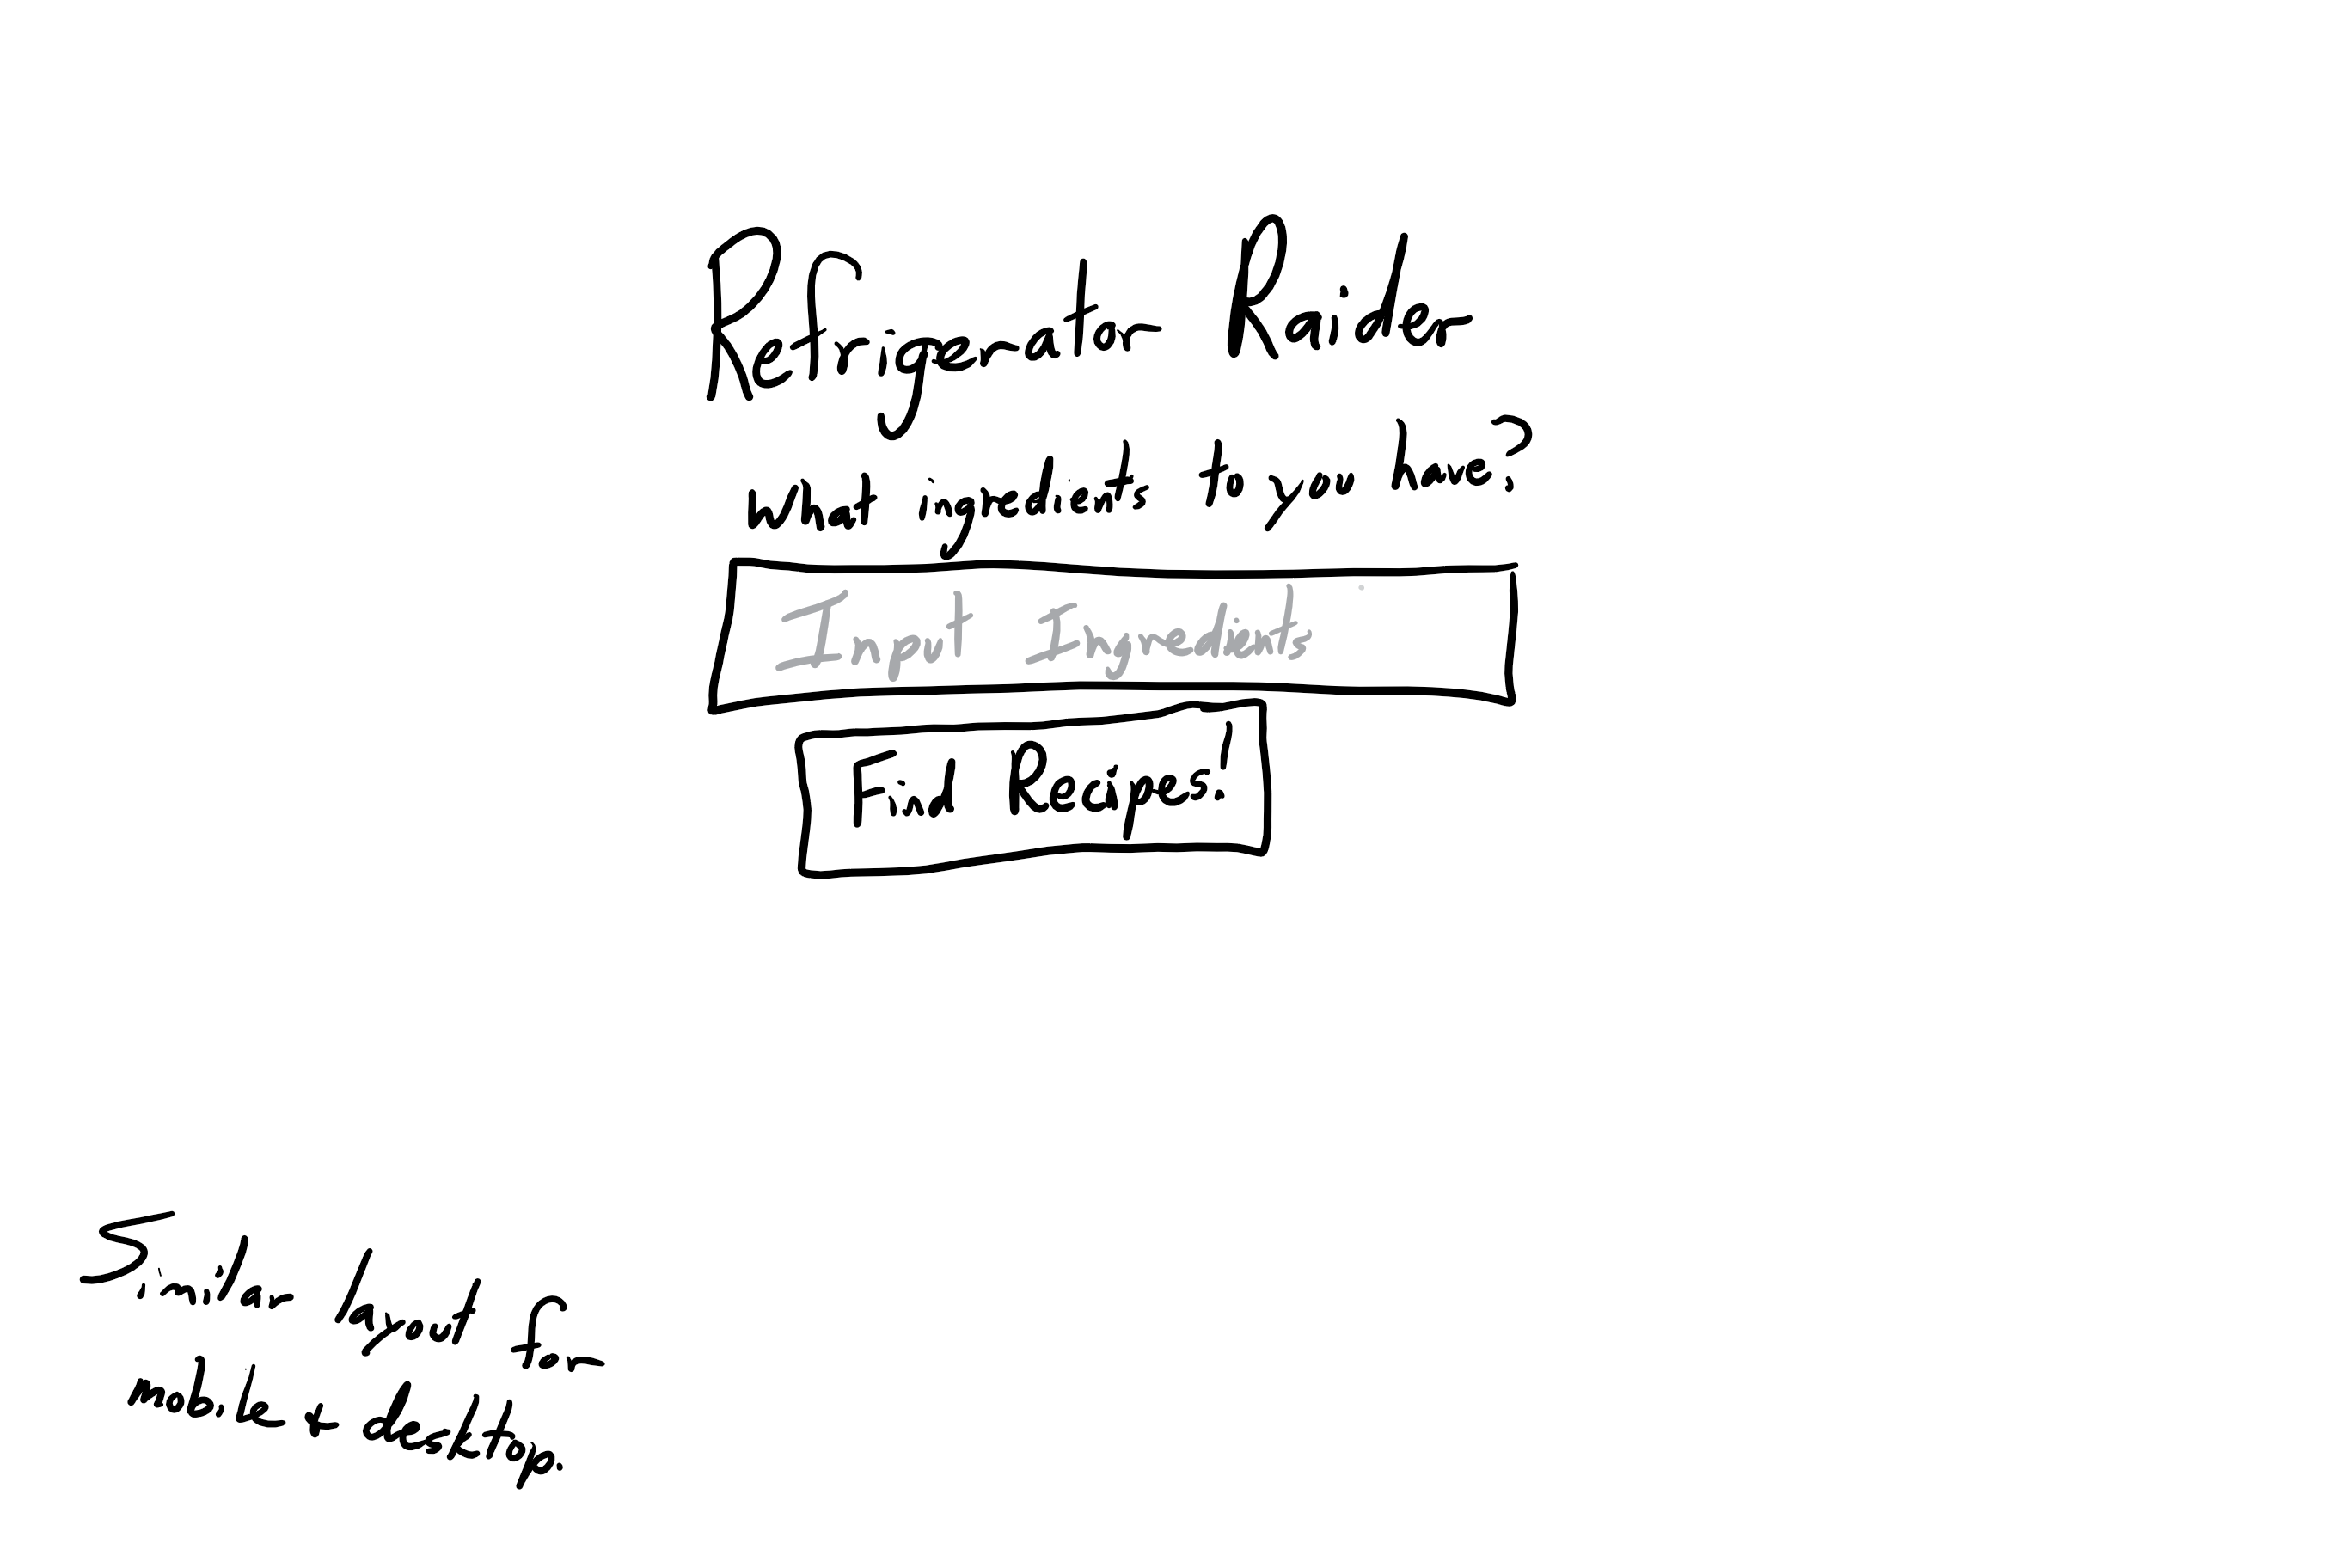 Refrigerator Raider
what ingredients to you have?
Input Ingredients
Find Recipes!
Similar layout for
mobile + desktop.